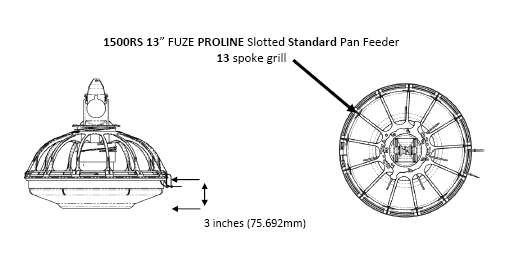 1500RS 13” FUZE PROLINE Slotted Standard Pan Feeder
13 spoke grill
3 inches (75.692mm)